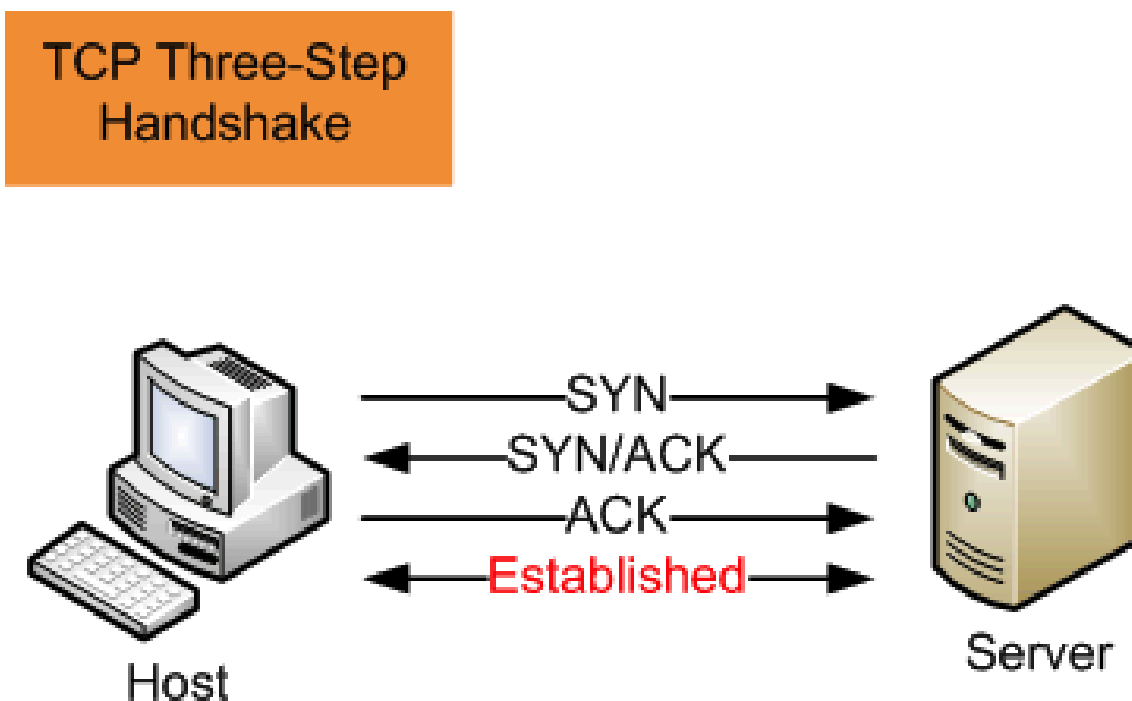 TCP Three-Step
Handshake
SYN
SYN/ACK
ACK
Established
Host
Server